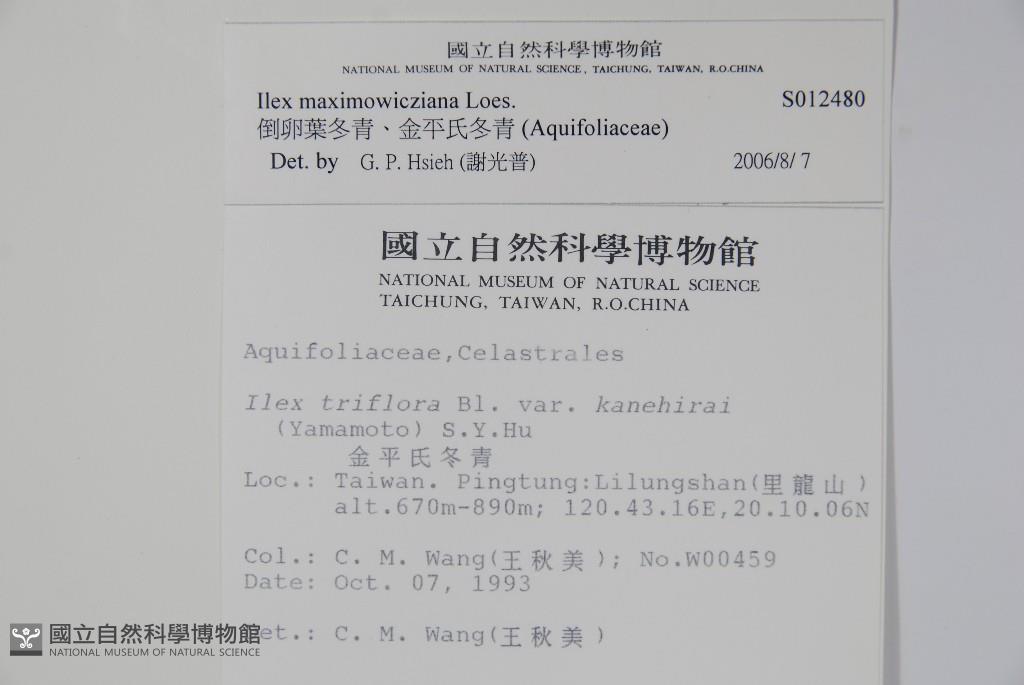 國立自然科學博物館
NATIONAL MUSEUM OF NATURAL SCIENCE, TAICHUNG, TAIWAN, R.O.CHINA
Ilex maximowicziana Loes. S012480
倒卵葉冬青、金平氏冬青 (Aquifoliaceae)
Det. by G. P. Hsieh (謝光普) 2006/8/7
國立自然科學博物館
NATIONAL MUSEUM OF NATURAL SCIENCE
TAICHUNG, TAIWAN, R.O.CHINA
Aquifoliaceae,Celastrales
Ilex triflora Bl. var. kanehirai
(Yamamoto) S.Y.Hu
金平氏冬青
Loc.: Taiwan. Pingtung:Lilungshan(里龍山)
alt.670m-890m; 120.43.16E,20.10.06N
Col.: C. M. Wang(王秋美); No.W00459
Date: Oct. 07, 1993
et.: C. M. Wang(王秋美)
國立自然科學博物館
NATIONAL MUSEUM OF NATURAL SCIENCE